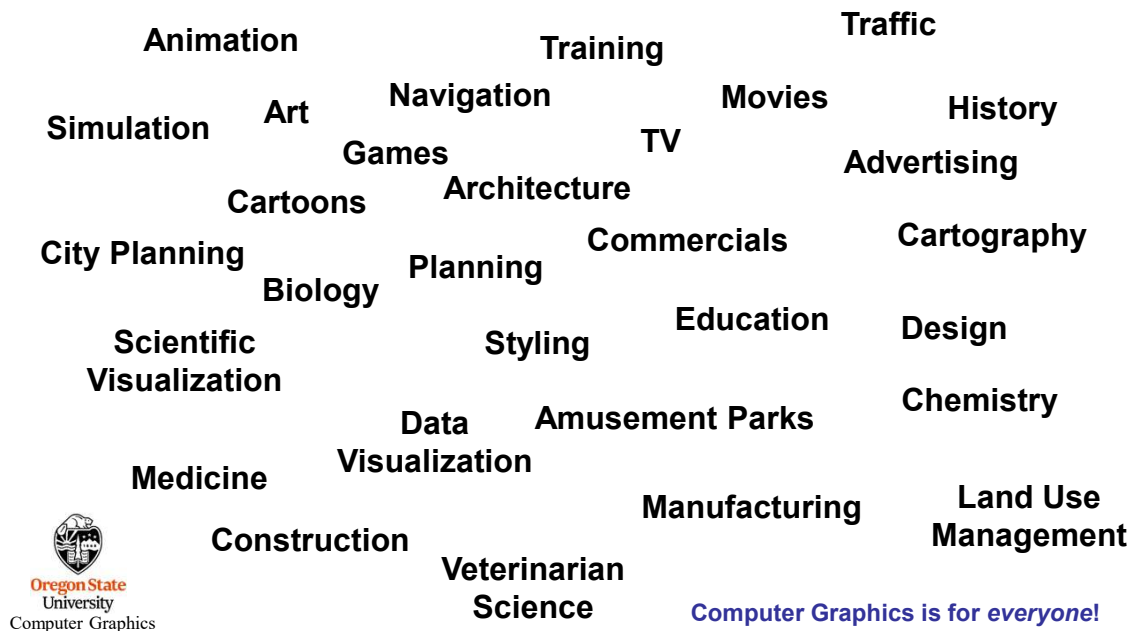 Animation
Training
Traffic
Simulation
Art
Navigation
Movies
History
Games
TV
Advertising
Cartoons
Architecture
City Planning
Biology
Planning
Commercials
Cartography
Scientific
Visualization
Styling
Education
Design
Data
Visualization
Amusement Parks
Chemistry
Medicine
Manufacturing
Land Use
Management
Construction
Veterinarian
Science
Oregon State
University
Computer Graphics
Computer Graphics is for everyone!